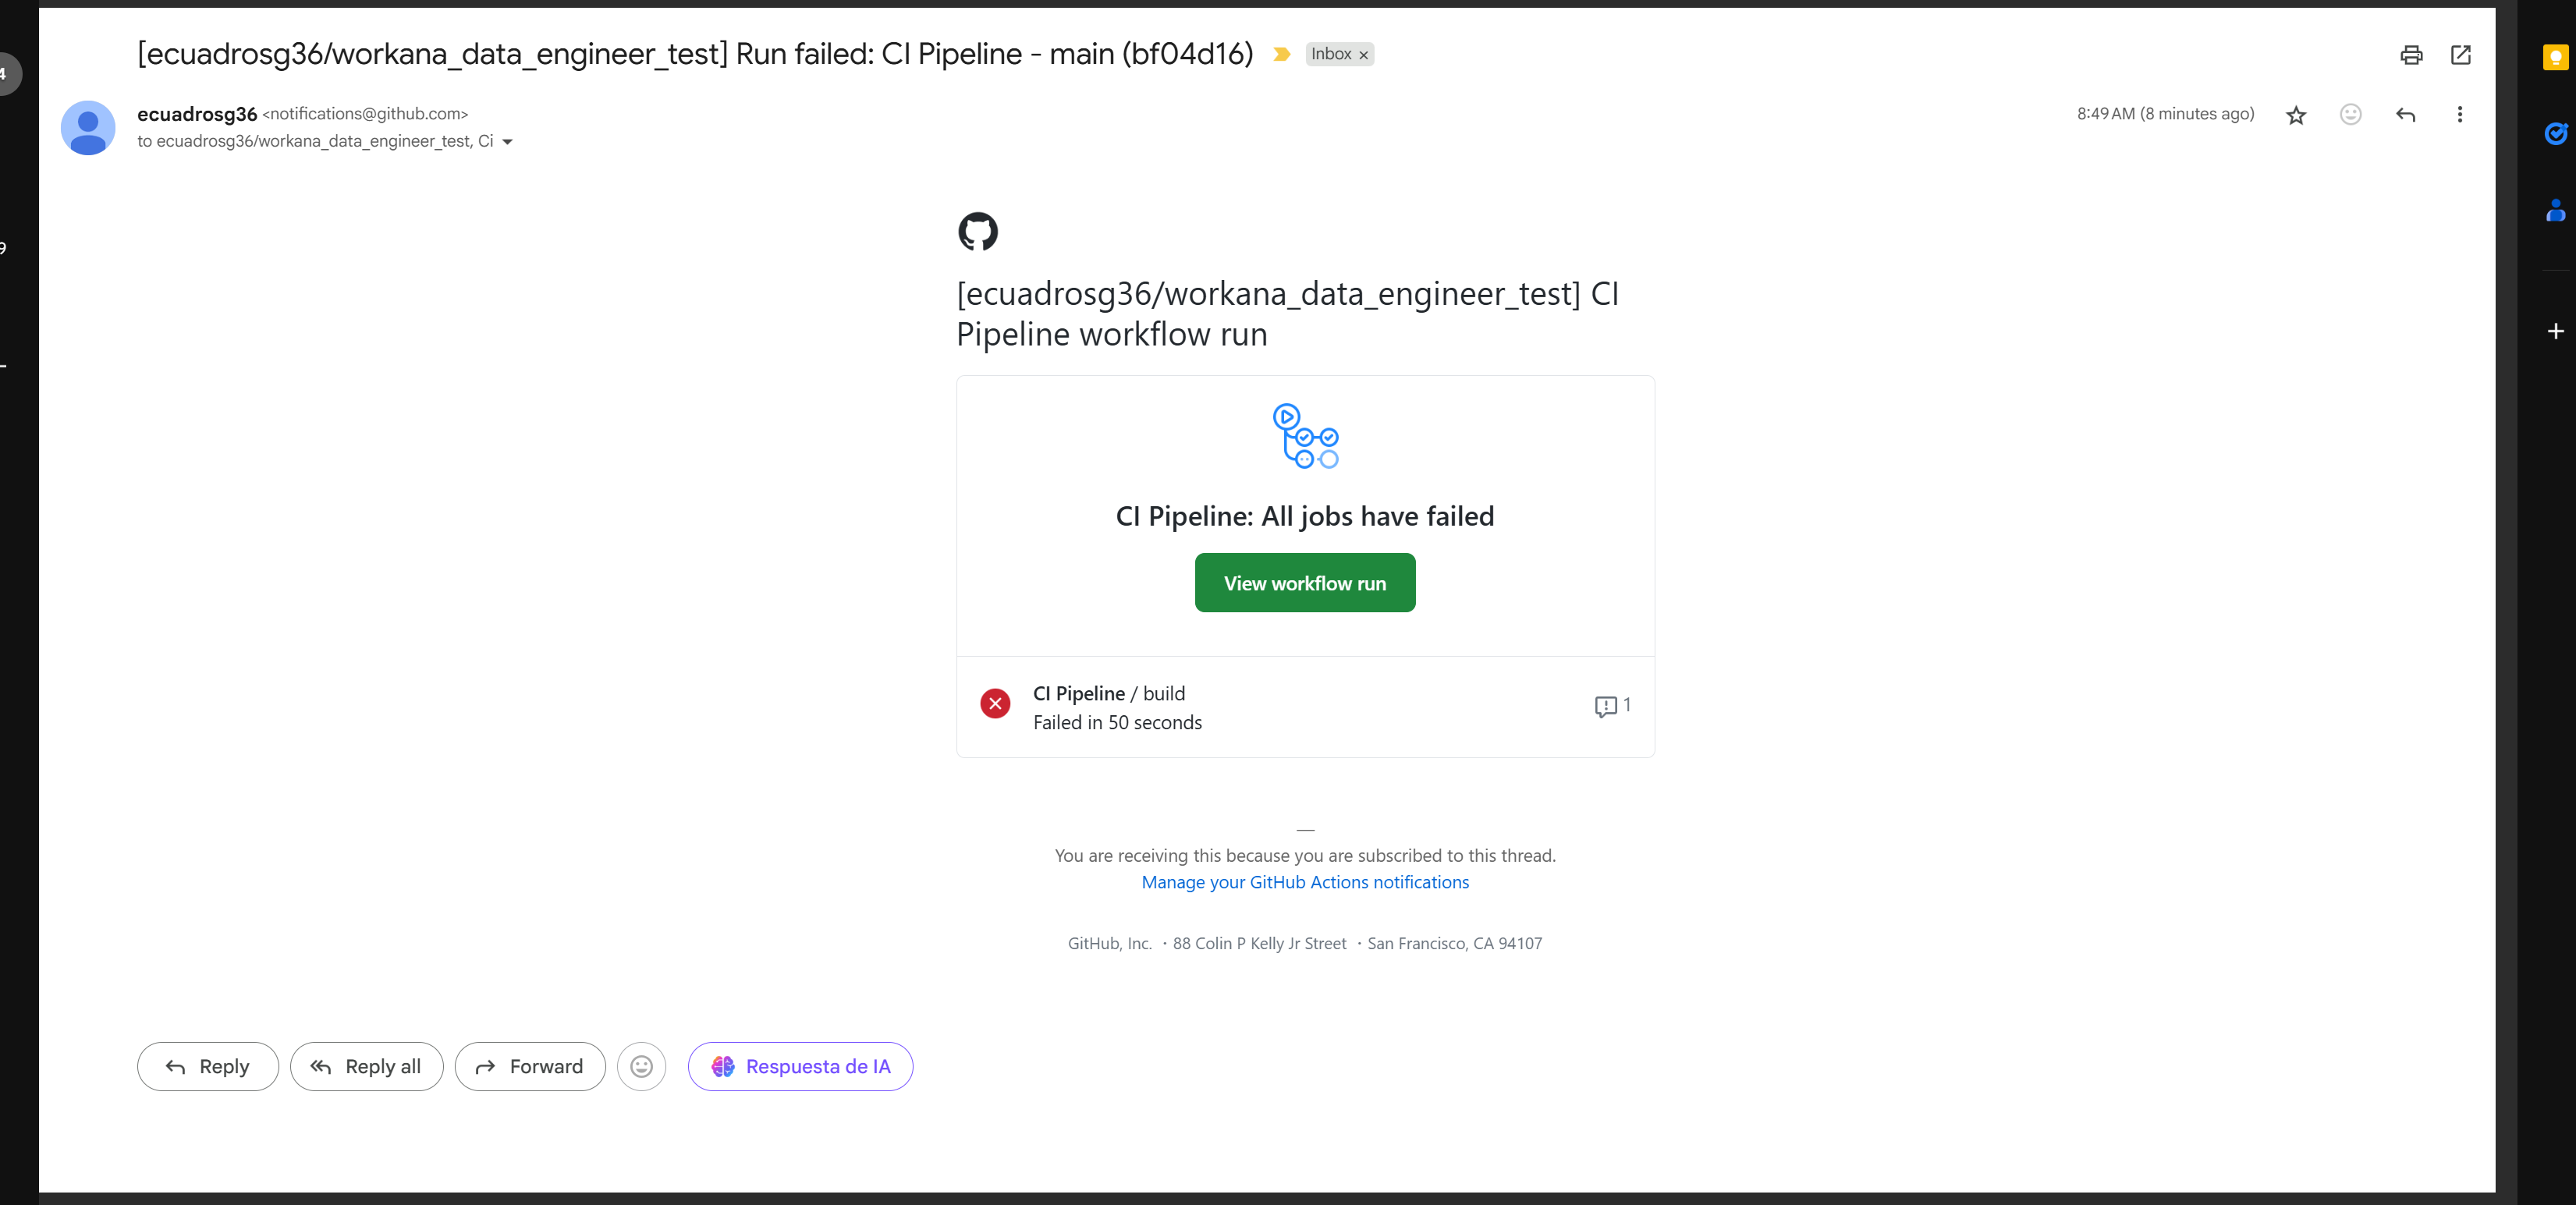 [ecuadrosg36/workana_data_engineer_test] Run failed: CI Pipeline - main (bf04d16) Inbox ×
4
ecuadrosg36 <notifications@github.com>
8:49 AM (8 minutes ago)
to ecuadrosg36/workana_data_engineer_test, Ci
9
[ecuadrosg36/workana_data_engineer_test] CI
Pipeline workflow run
CI Pipeline: All jobs have failed
View workflow run
CI Pipeline / build
1
Failed in 50 seconds
—
You are receiving this because you are subscribed to this thread.
Manage your GitHub Actions notifications
GitHub, Inc. ・88 Colin P Kelly Jr Street ・San Francisco, CA 94107
Reply
Reply all
Forward
Respuesta de IA